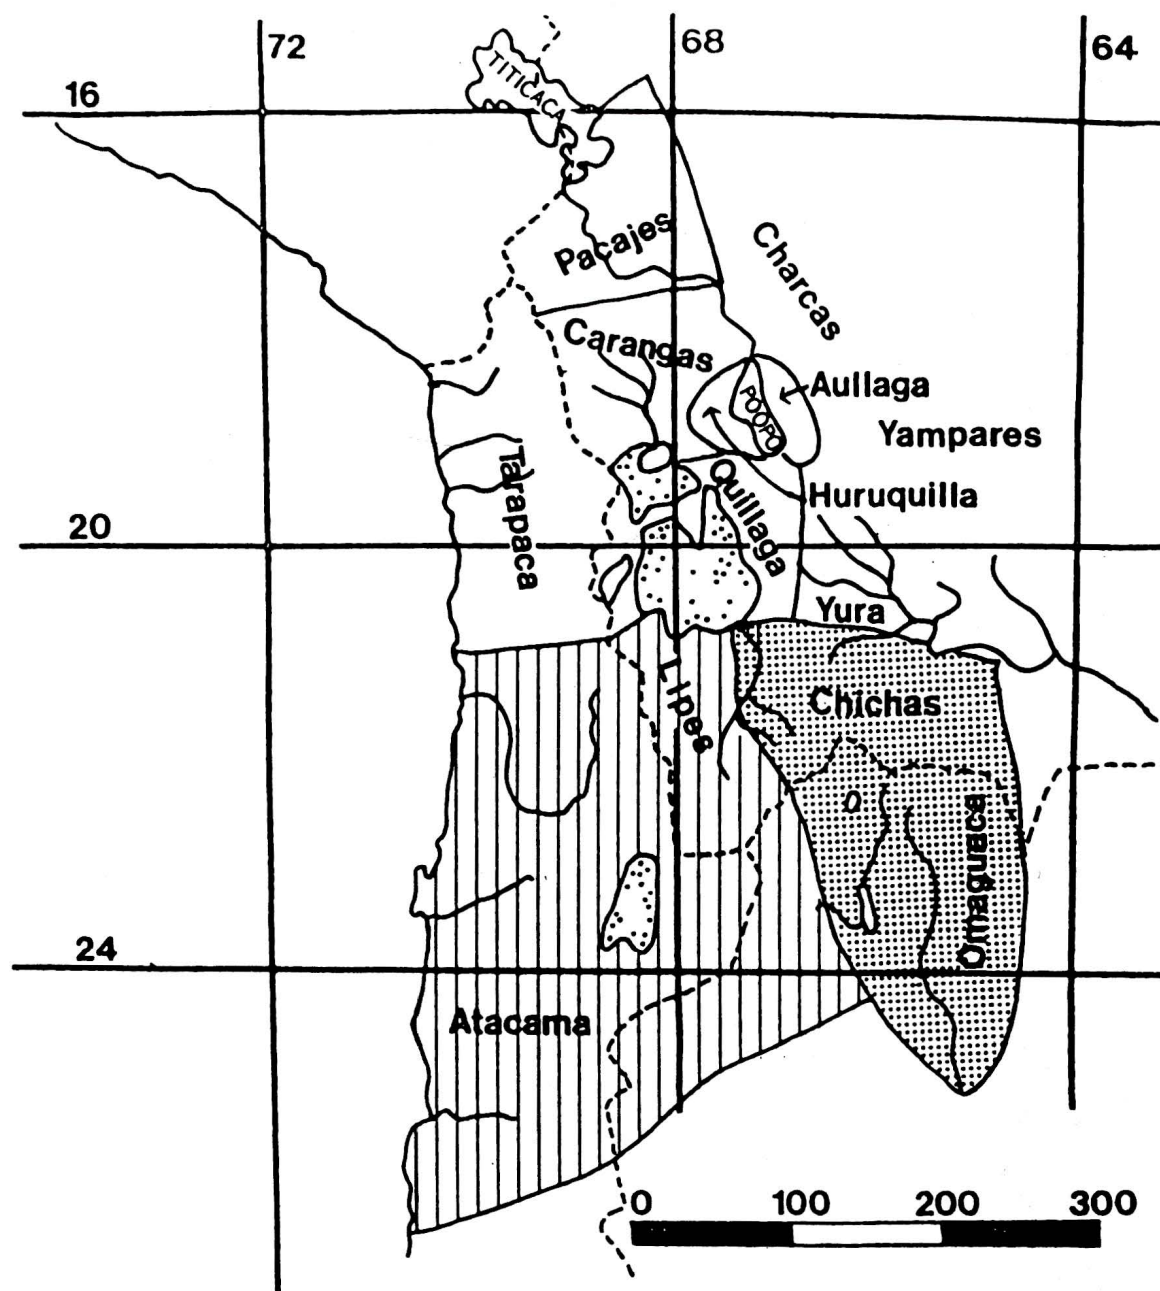 72
68
64
16
TITICACA
Pacajes
Charcas
Carangas
Aullaga
POOPO
Yampares
Tarapaca
Quillaga
Huruquilla
20
Yura
Lipes
Chichas
Omaguaca
24
Atacama
0 100 200 300